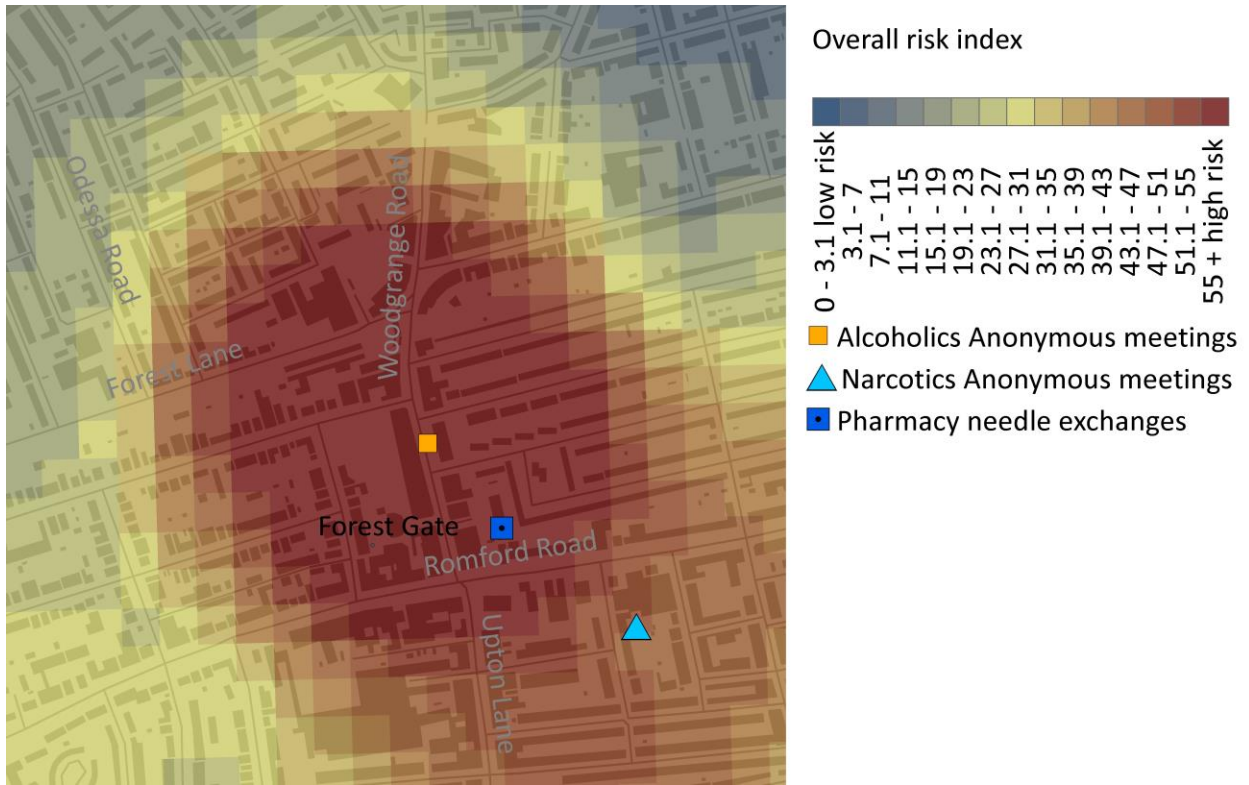 Overall risk index
0 - 3.1 low risk
3.1 - 7
7.1 - 11
11.1 - 15
15.1 - 19
19.1 - 23
23.1 - 27
27.1 - 31
31.1 - 35
35.1 - 39
39.1 - 43
43.1 - 47
47.1 - 51
51.1 - 55
55 + high risk
Alcoholics Anonymous meetings
Narcotics Anonymous meetings
Pharmacy needle exchanges
Odessa Road
Woodgrange Road
Forest Lane
Forest Gate
Romford Road
Upton Lane